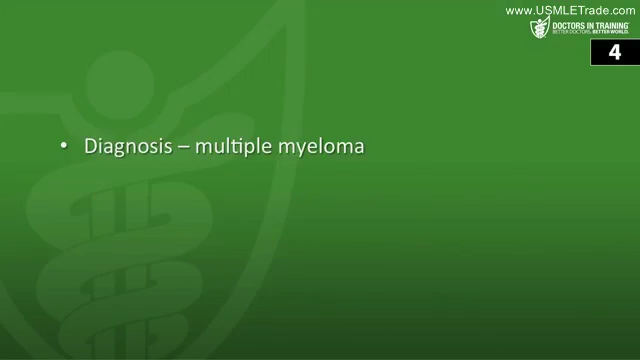 www.USMLETrade.com
DOCTORS IN TRAINING
BETTER DOCTORS. BETTER WORLD.
4
• Diagnosis – multiple myeloma